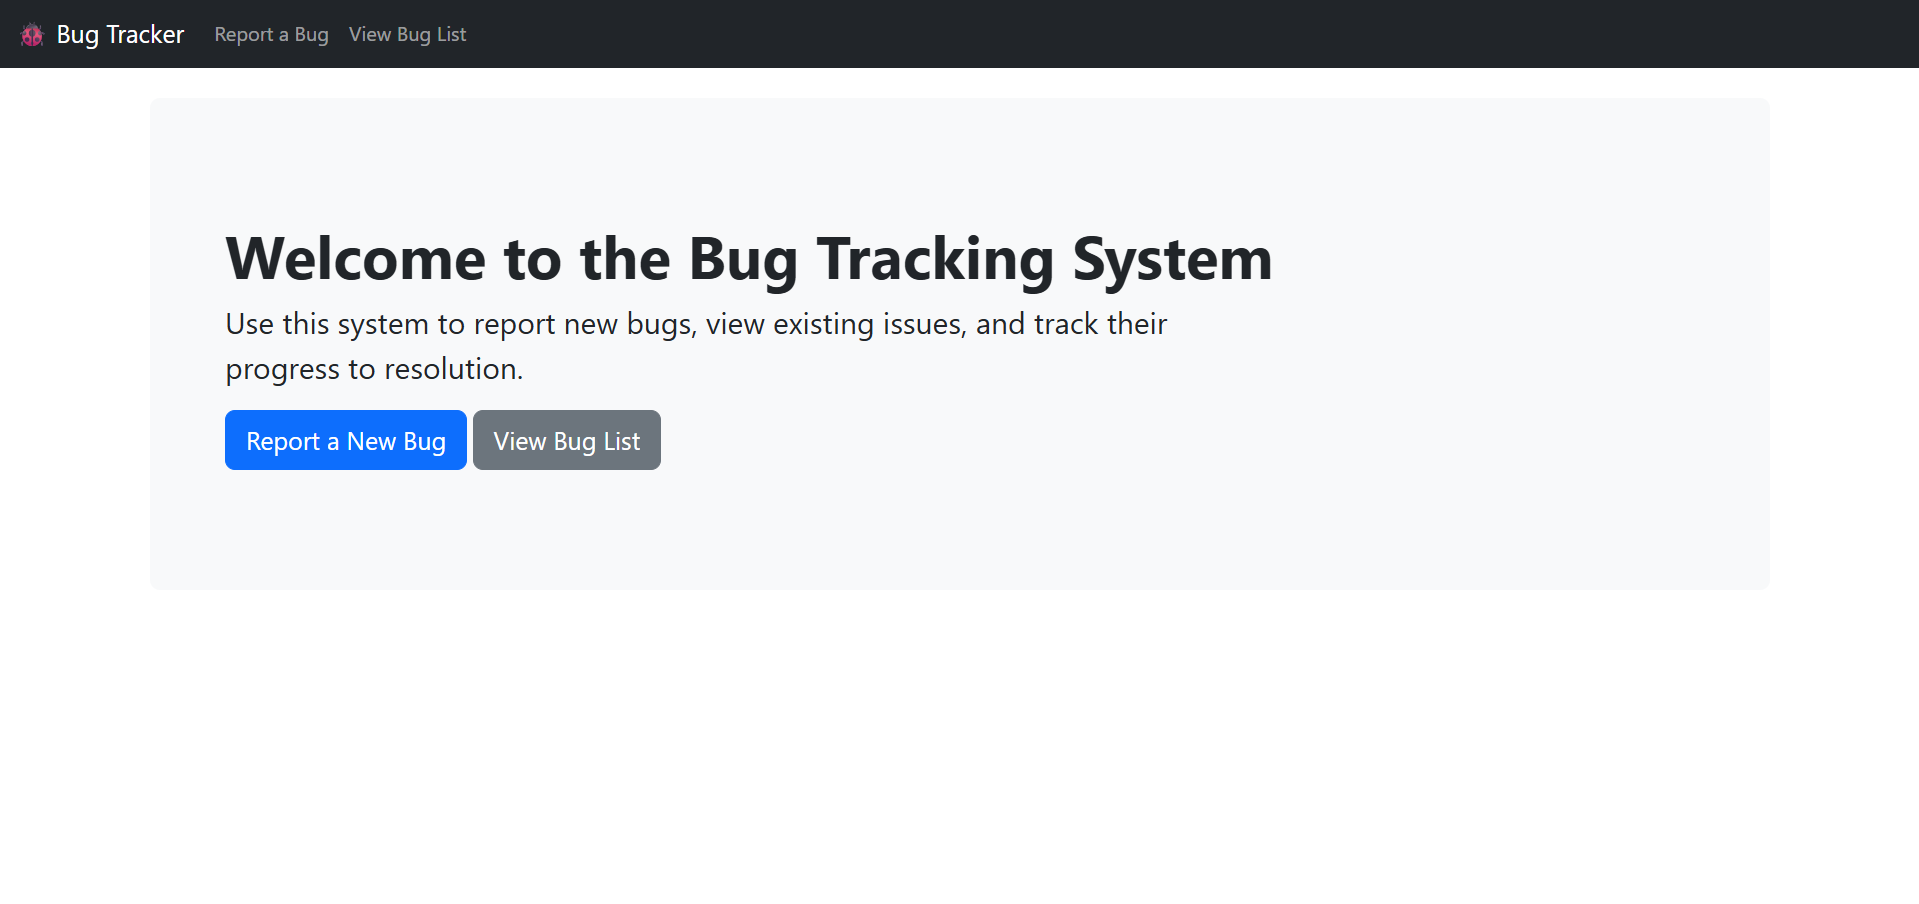 Bug Tracker Report a Bug View Bug List
Welcome to the Bug Tracking System
Use this system to report new bugs, view existing issues, and track their
progress to resolution.
Report a New Bug View Bug List